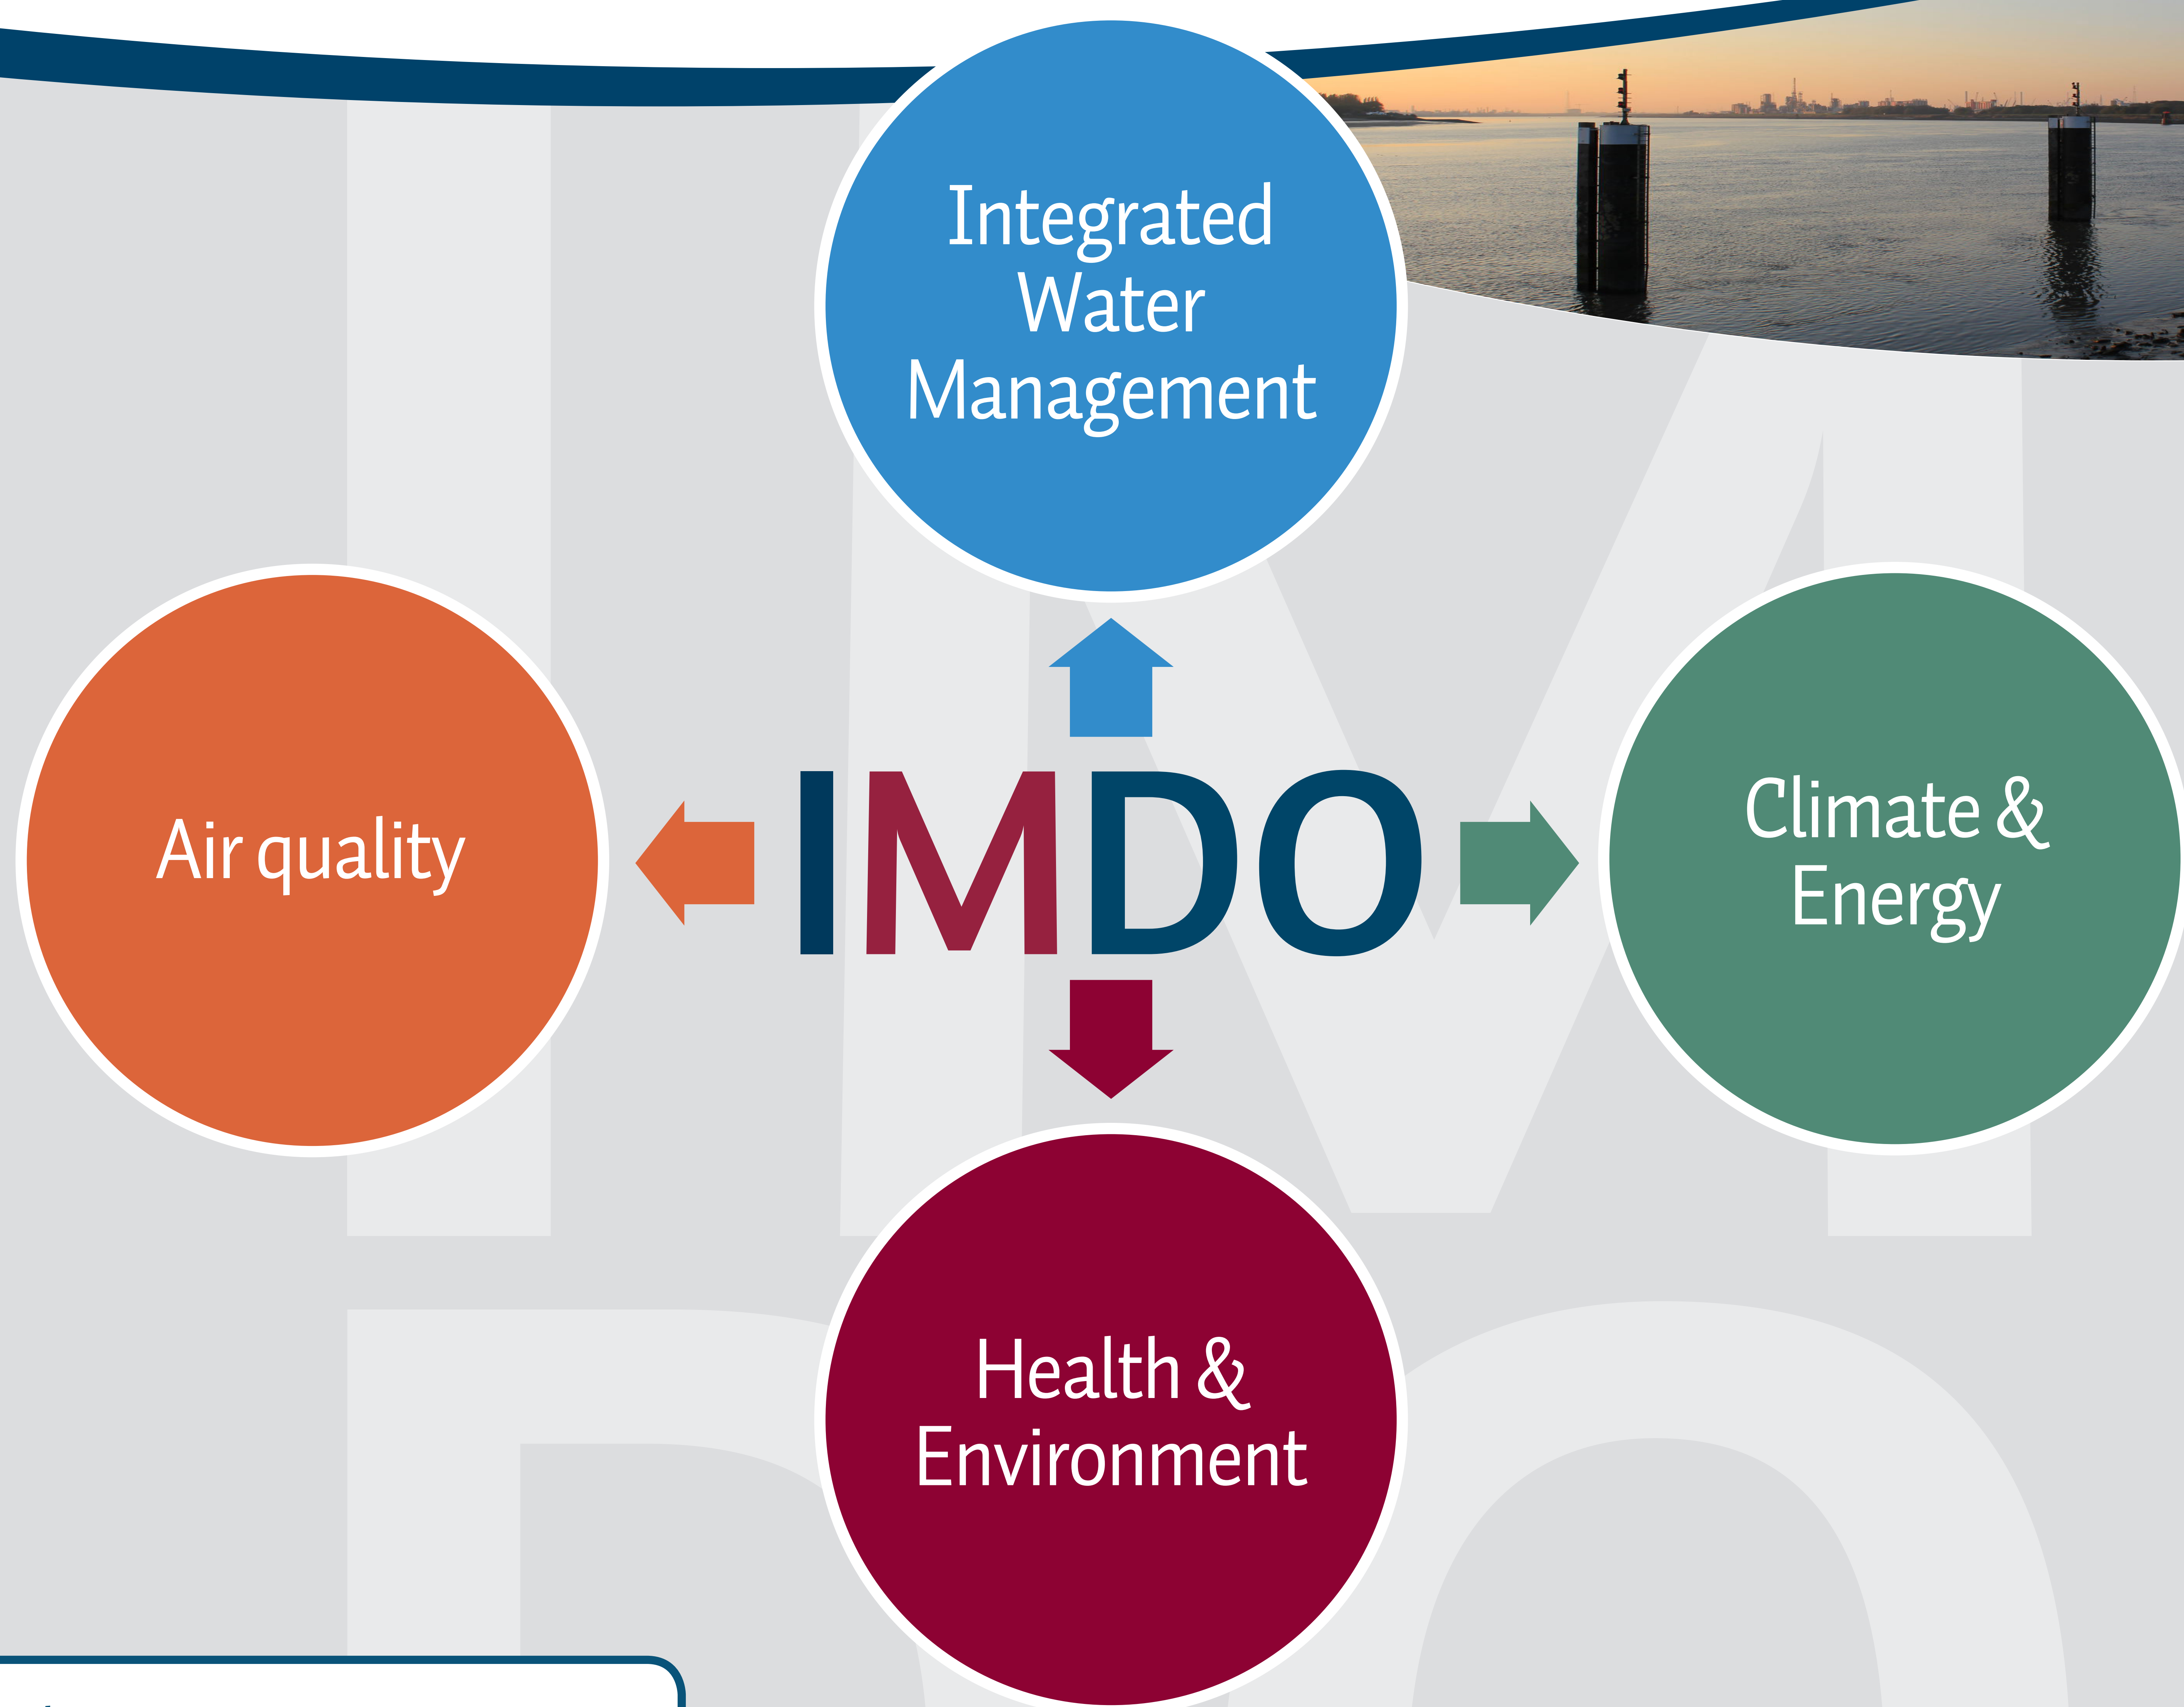 Integrated
Water
Management
Air quality
IMDO
Climate &
Energy
Health &
Environment